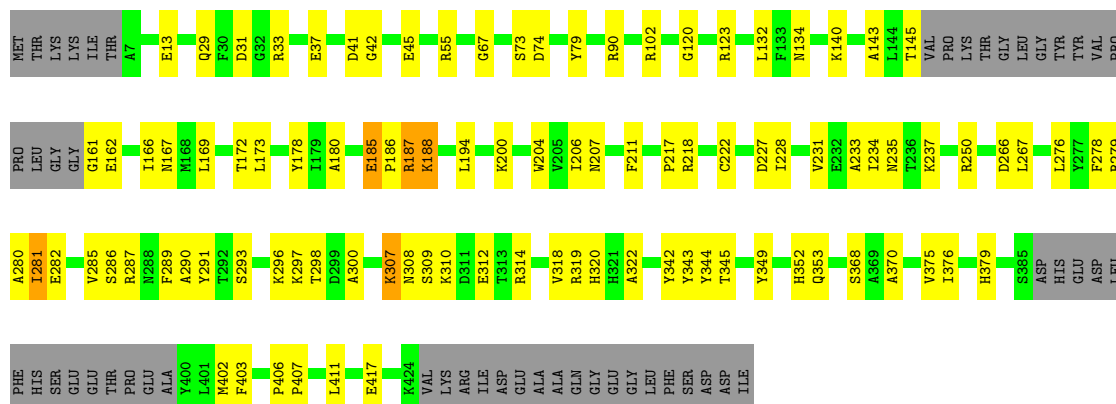 MET THR LYS LYS ILE THR A7 E13 Q29 F30 D31 G32 R33 E37 D41 G42 E45 R55 G67 S73 D74 Y79 R90 R102 G120 R123 L132 F133 N134 K140 A143 L144 T145 VAL PRO LYS THR GLY LEU GLY TYR TYR VAL PRO
PRO LEU GLY GLY G161 E162 I166 N167 M168 L169 T172 L173 Y178 I179 A180 E185 P186 R187 K188 L194 K200 W204 V205 I206 N207 F211 P217 R218 C222 D227 I228 V231 E232 A233 I234 N235 T236 K237 R250 D266 L267 L276 Y277 F278
A280 I281 E282 V285 S286 R287 N288 F289 A290 Y291 T292 S293 K296 K297 T298 D299 A300 K307 N308 S309 K310 D311 E312 T313 R314 V318 R319 H320 H321 A322 Y342 Y343 Y344 T345 Y349 H352 Q353 S368 A369 A370 V375 I376 H379 S385 ASP HIS GLU ASP
PHE HIS SER GLU GLU THR PRO GLU ALA Y400 L401 M402 F403 P406 P407 L411 E417 K424 VAL LYS ARG ILE ASP GLU ALA ALA GLN GLY GLU GLY LEU PHE SER ASP ASP ILE